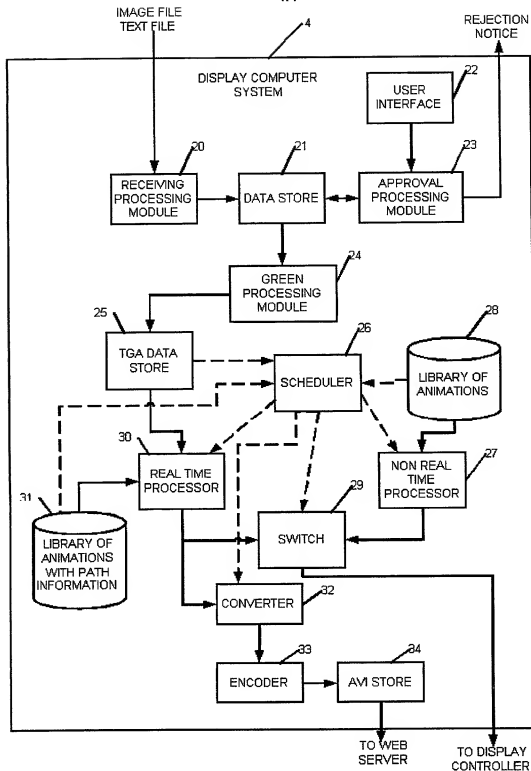 IMAGE FILE
TEXT FILE
REJECTION
NOTICE
4
DISPLAY COMPUTER
SYSTEM
22
USER
INTERFACE
20
21
23
RECEIVING
PROCESSING
MODULE
DATA STORE
APPROVAL
PROCESSING
MODULE
24
GREEN
PROCESSING
MODULE
25
26
28
TGA DATA
STORE
SCHEDULER
LIBRARY OF
ANIMATIONS
30
27
REAL TIME
PROCESSOR
NON REAL
TIME
PROCESSOR
31
29
LIBRARY OF
ANIMATIONS
WITH PATH
INFORMATION
SWITCH
32
CONVERTER
33
34
ENCODER
AVI STORE
TO WEB
SERVER
TO DISPLAY
CONTROLLER